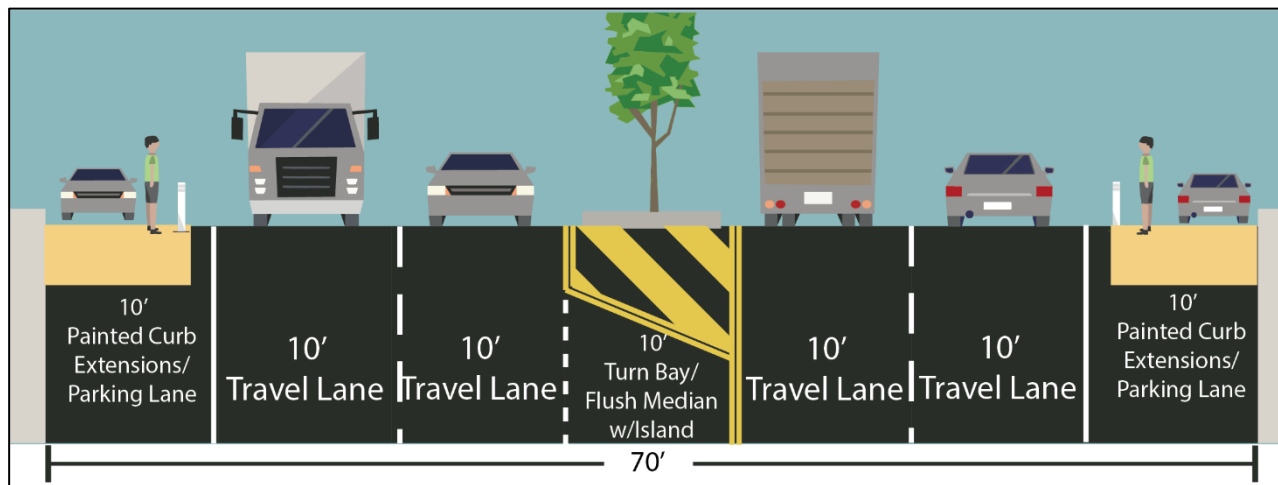 10’
Painted Curb
Extensions/
Parking Lane
10’
Travel Lane
10’
Travel Lane
10’
Turn Bay/
Flush Median
w/Island
10’
Travel Lane
10’
Travel Lane
10’
Painted Curb
Extensions/
Parking Lane
70’